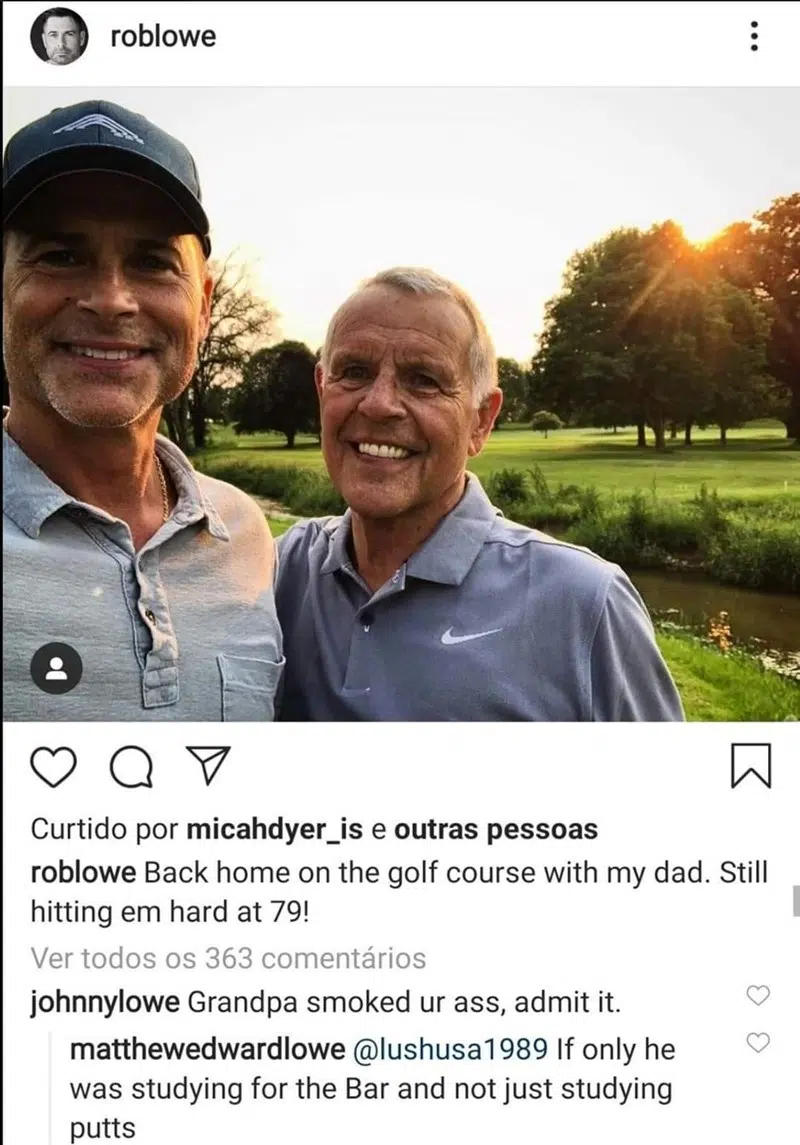 roblowe
Curtido por micahdyer_is e outras pessoas
roblowe Back home on the golf course with my dad. Still
hitting em hard at 79!
Ver todos os 363 comentários
johnnylowe Grandpa smoked ur ass, admit it.
matthewedwardlowe @lushusa1989 If only he
was studying for the Bar and not just studying
putts